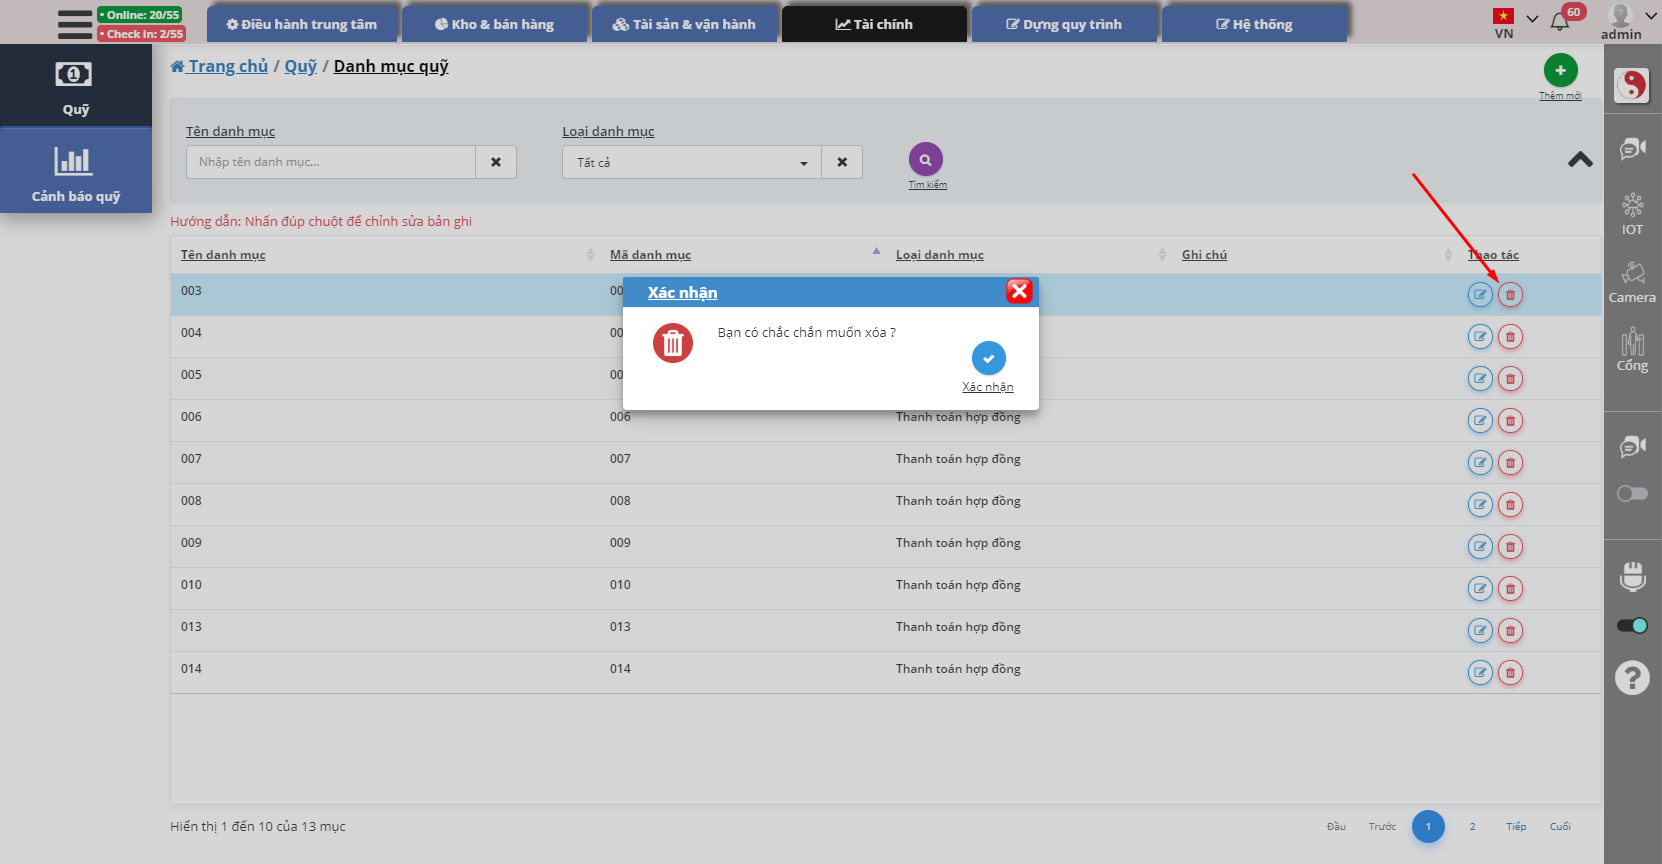 • Online: 20/55
• Check in: 2/55
Điều hành trung tâm
Kho & bán hàng
Tài sản & vận hành
Tài chính
Dựng quy trình
Hệ thống
VN
60
admin
Quỹ
Cảnh báo quỹ
Trang chủ / Quỹ / Danh mục quỹ
Thêm mới
Tên danh mục
Loại danh mục
Nhập tên danh mục...
Tất cả
Tìm kiếm
Hướng dẫn: Nhấn đúp chuột để chỉnh sửa bản ghi
Tên danh mục Mã danh mục Loại danh mục Ghi chú Thao tác
003 00
004 00
005 00
006 006 Thanh toán hợp đồng
007 007 Thanh toán hợp đồng
008 008 Thanh toán hợp đồng
009 009 Thanh toán hợp đồng
010 010 Thanh toán hợp đồng
013 013 Thanh toán hợp đồng
014 014 Thanh toán hợp đồng
Xác nhận
Bạn có chắc chắn muốn xóa ?
Xác nhận
Hiển thị 1 đến 10 của 13 mục
Đầu Trước 1 2 Tiếp Cuối
IOT
Camera
Cổng